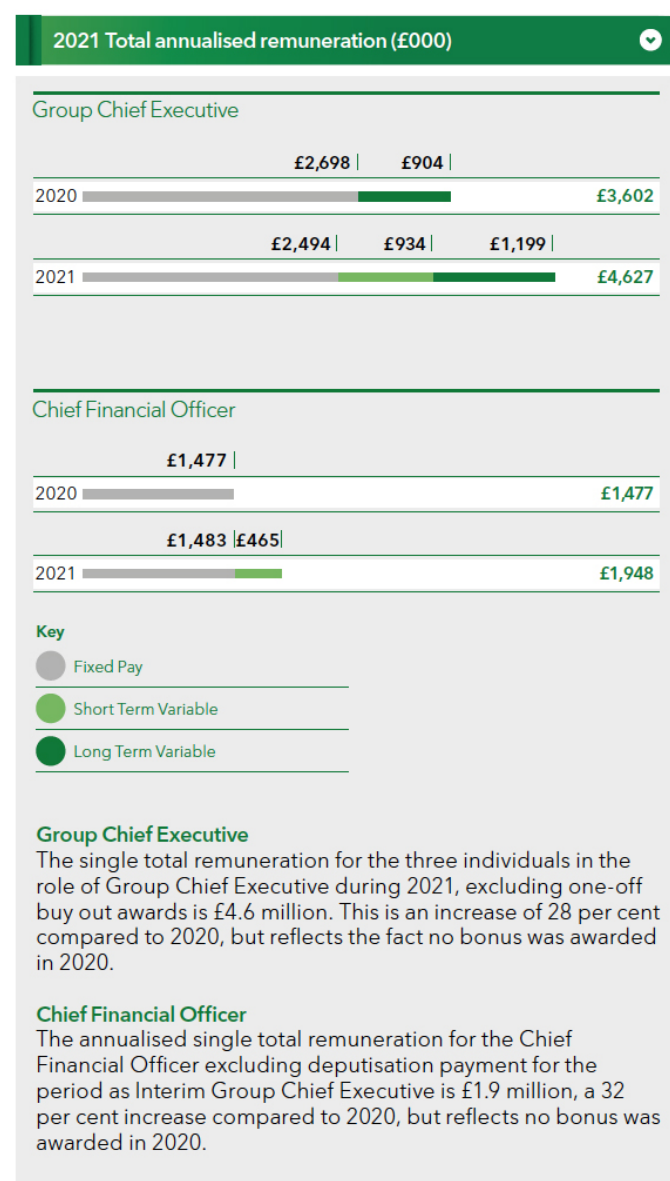 2021 Total annualised remuneration (£000)
Group Chief Executive
£2,698 £904
2020 £3,602
£2,494 £934 £1,199
2021 £4,627
Chief Financial Officer
£1,477
2020 £1,477
£1,483 £465
2021 £1,948
Key
Fixed Pay
Short Term Variable
Long Term Variable
Group Chief Executive
The single total remuneration for the three individuals in the
role of Group Chief Executive during 2021, excluding one-off
buy out awards is £4.6 million. This is an increase of 28 per cent
compared to 2020, but reflects the fact no bonus was awarded
in 2020.
Chief Financial Officer
The annualised single total remuneration for the Chief
Financial Officer excluding deputisation payment for the
period as Interim Group Chief Executive is £1.9 million, a 32
per cent increase compared to 2020, but reflects no bonus was
awarded in 2020.